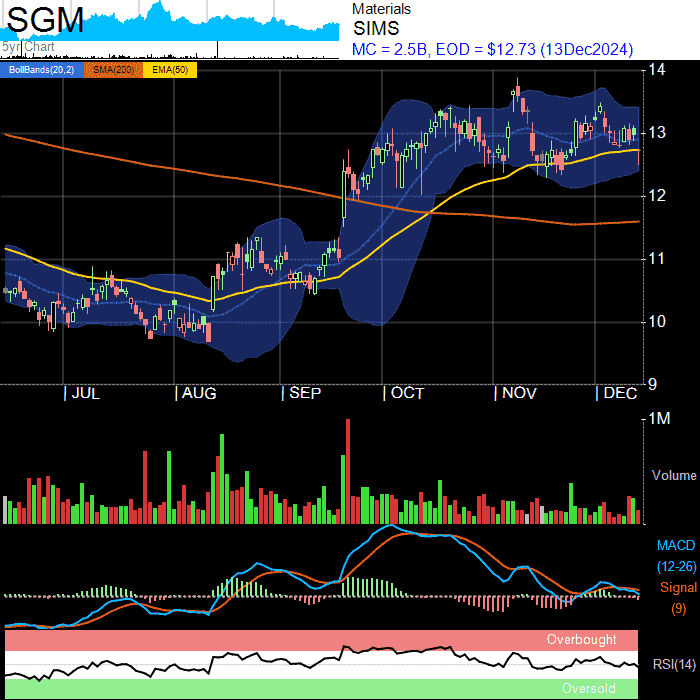 SGM
Materials
SIMS
MC = 2.5B, EOD = $12.73 (13Dec2024)
5yr Chart
BollBands(20,2) SMA(200) EMA(50)
14
13
12
11
10
9
JUL AUG SEP OCT NOV DEC
1M
Volume
MACD
(12-26)
Signal
(9)
Overbought
RSI(14)
Oversold